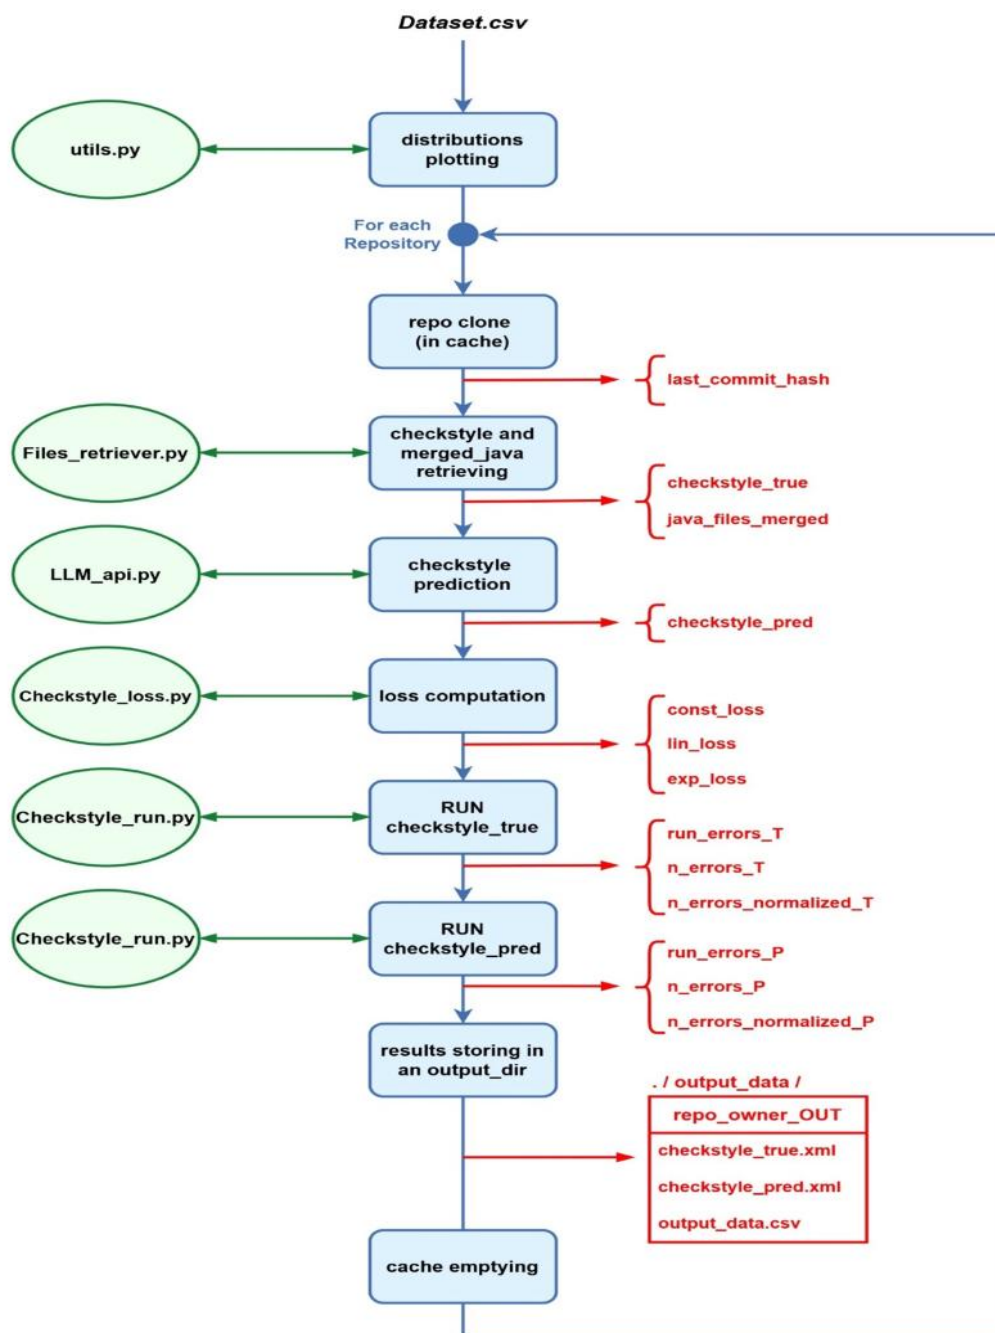 Dataset.csv
utils.py
distributions
plotting
For each
Repository
repo clone
(in cache)
last_commit_hash
Files_retriever.py
checkstyle and
merged_java
retrieving
checkstyle_true
java_files_merged
LLM_api.py
checkstyle
prediction
checkstyle_pred
Checkstyle_loss.py
loss computation
const_loss
lin_loss
exp_loss
Checkstyle_run.py
RUN
checkstyle_true
run_errors_T
n_errors_T
n_errors_normalized_T
Checkstyle_run.py
RUN
checkstyle_pred
run_errors_P
n_errors_P
n_errors_normalized_P
results storing in
an output_dir
. / output_data /
repo_owner_OUT
checkstyle_true.xml
checkstyle_pred.xml
output_data.csv
cache emptying